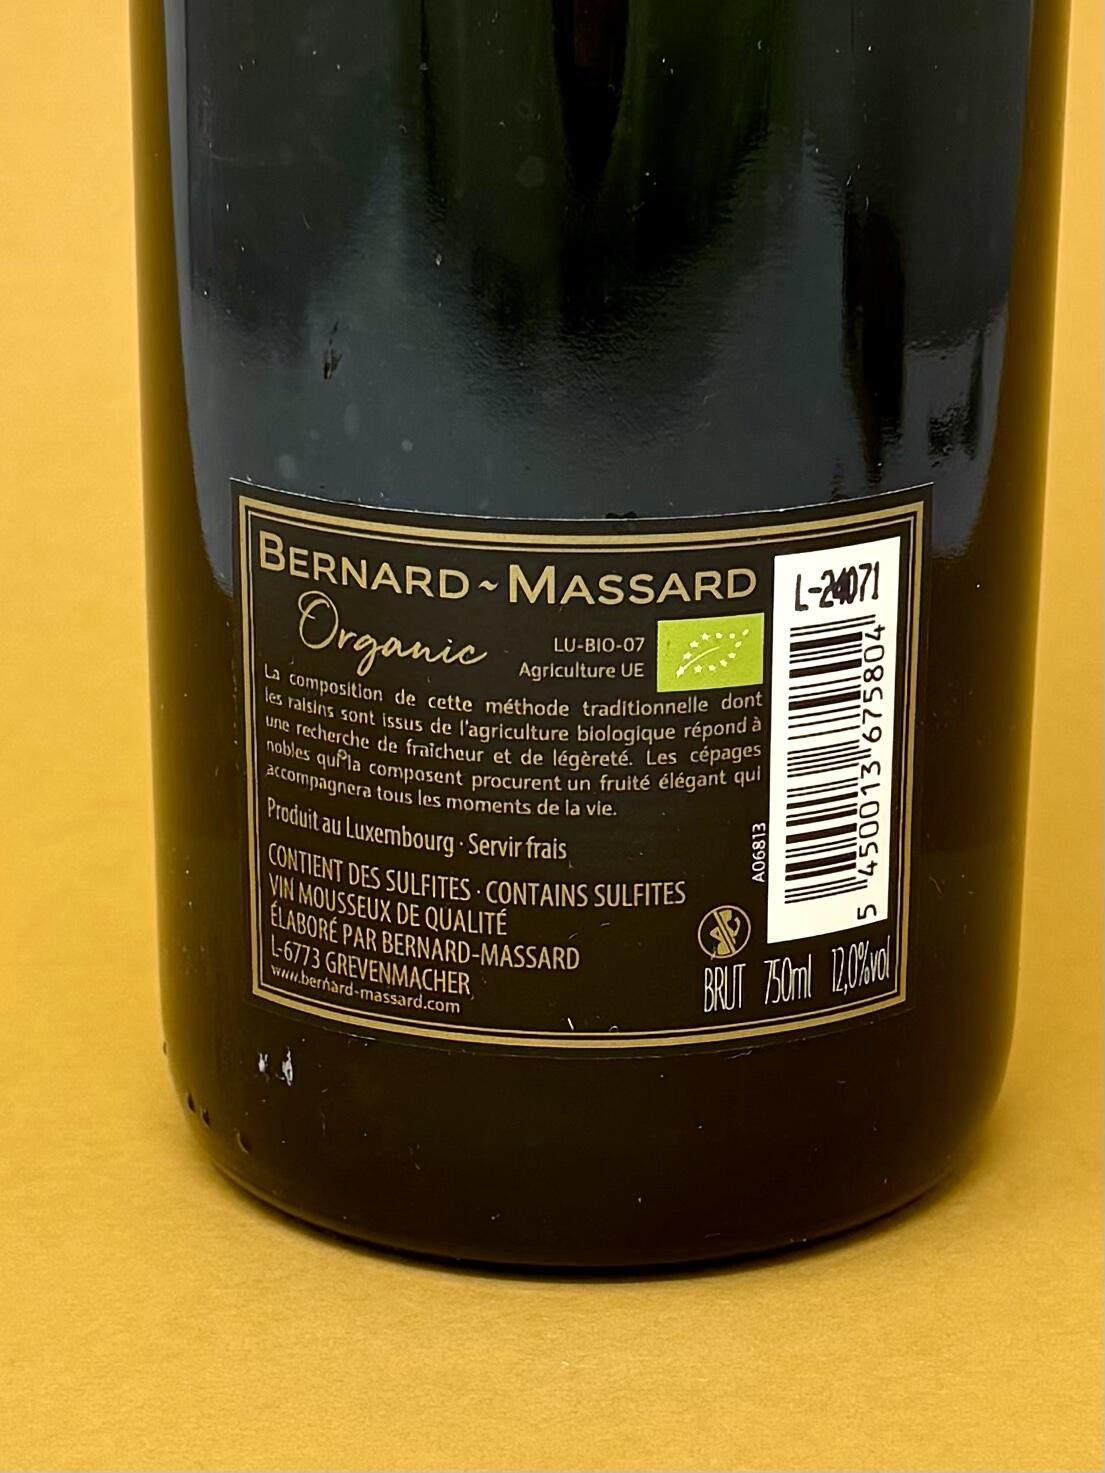 BERNARD~MASSARD
Organic
LU-BIO-07
Agriculture UE
La composition de cette méthode traditionnelle dont
les raisins sont issus de l'agriculture biologique répond à
une recherche de fraîcheur et de légèreté. Les cépages
nobles qui la composent procurent un fruité élégant qui
accompagnera tous les moments de la vie.
Produit au Luxembourg · Servir frais
CONTIENT DES SULFITES · CONTAINS SULFITES
VIN MOUSSEUX DE QUALITÉ
ÉLABORÉ PAR BERNARD-MASSARD
L-6773 GREVENMACHER
www.bernard-massard.com
L-24071
5 450013 675804
A06813
BRUT 750ml 12,0%vol